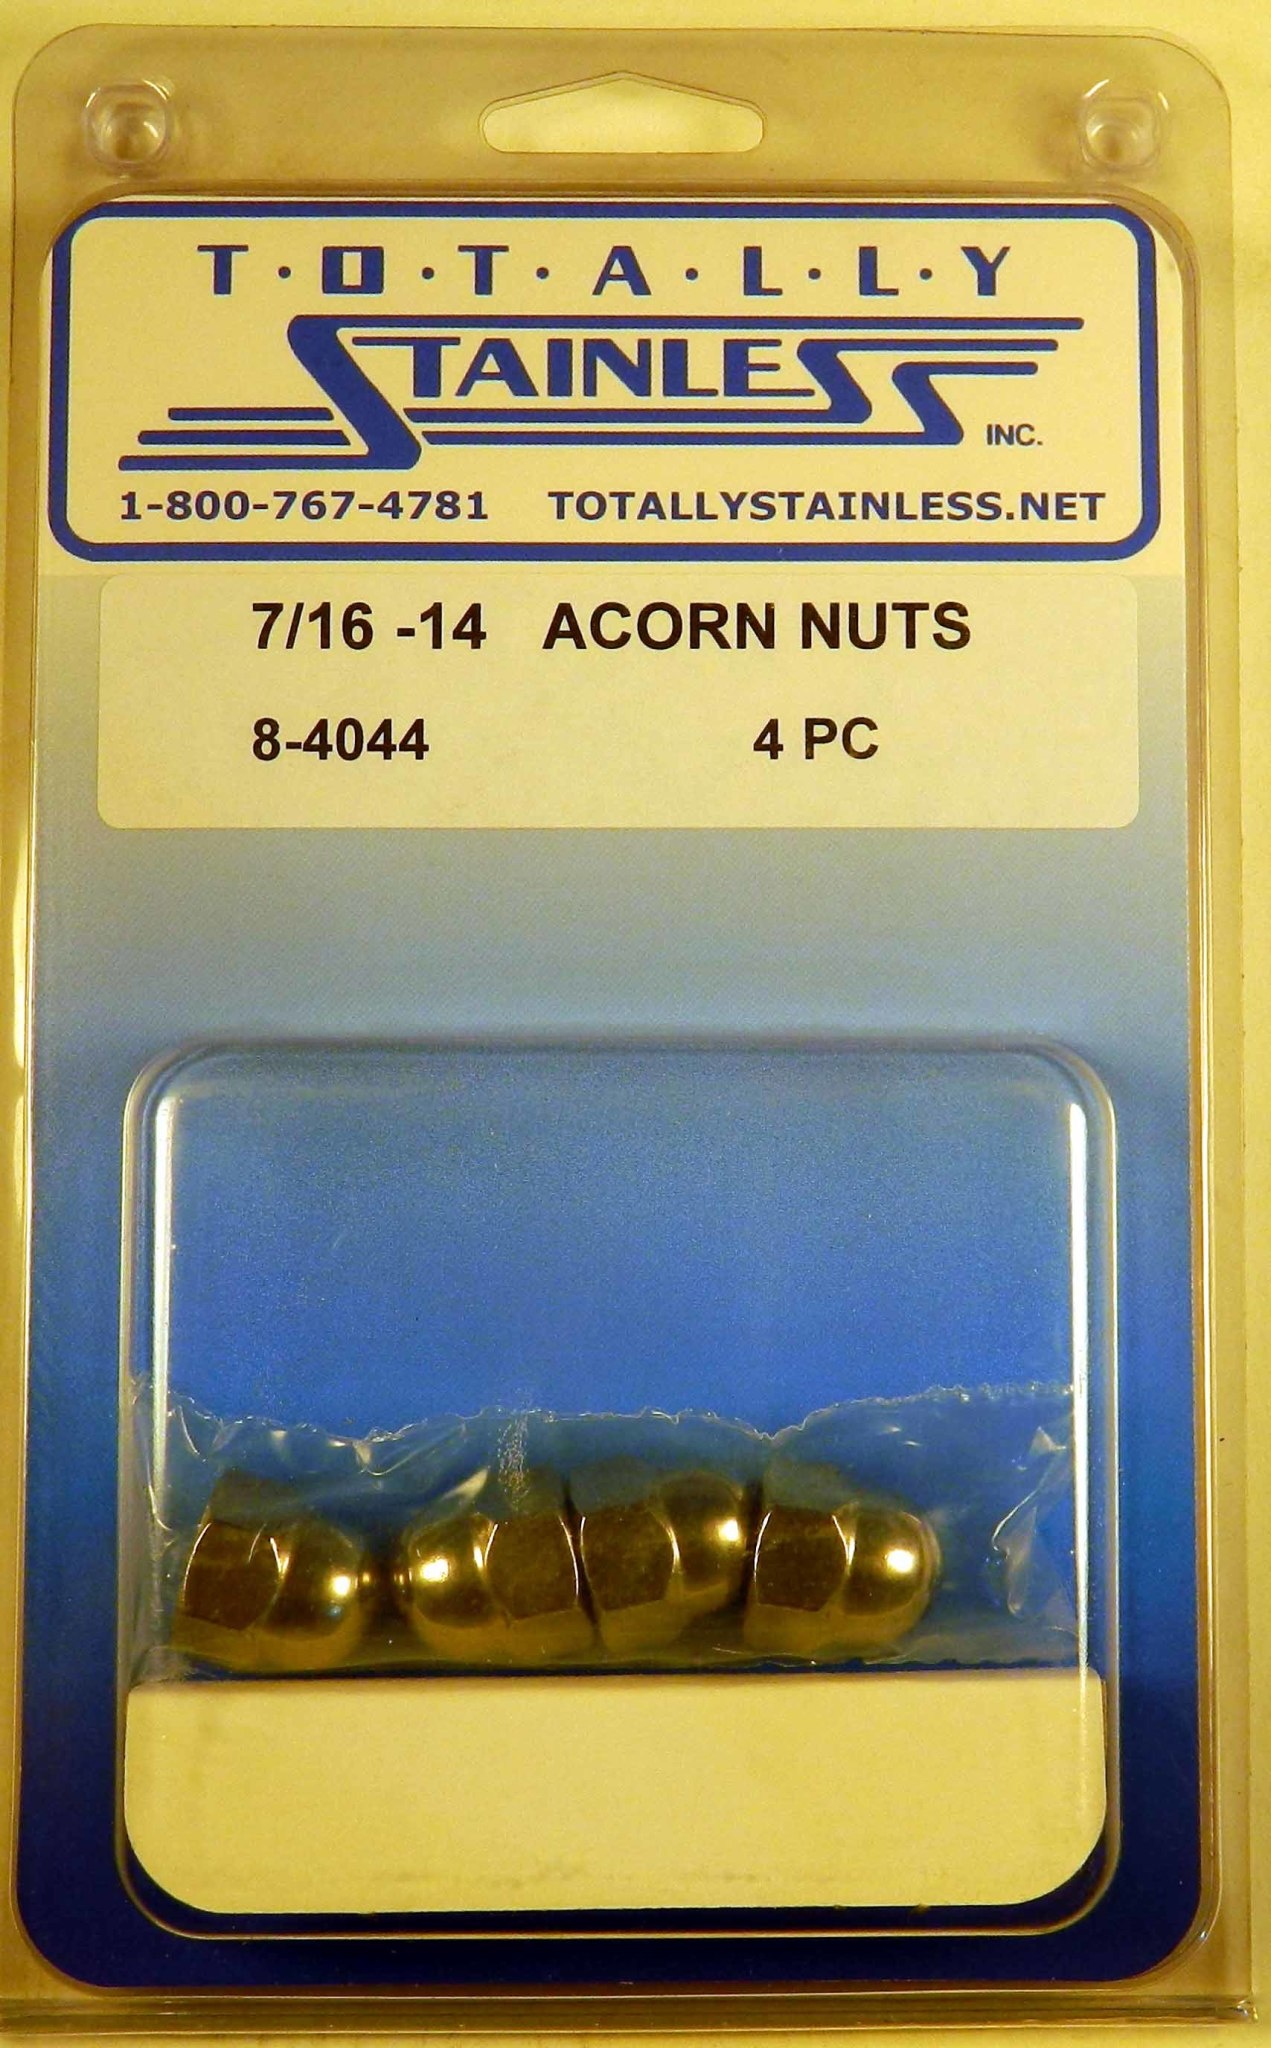 T·O·T·A·L·L·Y
STAINLESS INC.
1-800-767-4781 TOTALLYSTAINLESS.NET
7/16 -14 ACORN NUTS
8-4044 4 PC